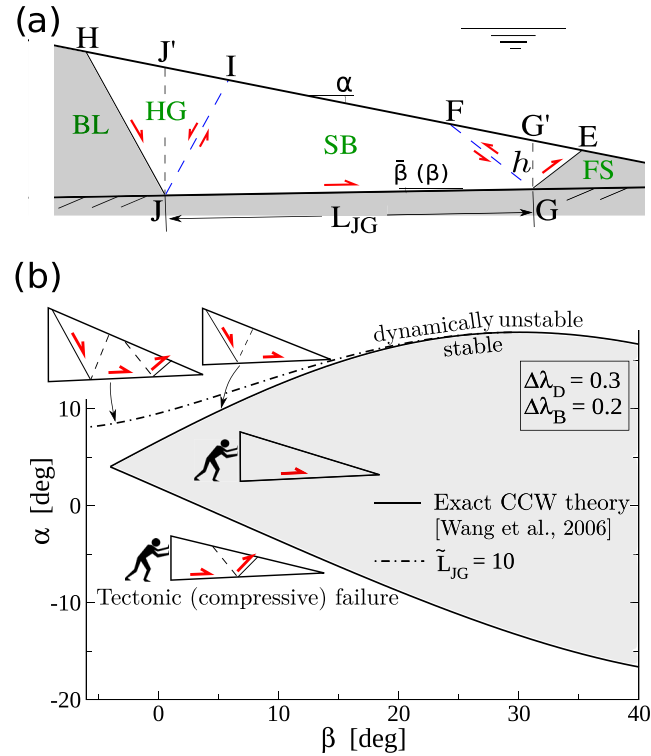 (a)
H
J'
I
α
BL
HG
SB
F
G'
E
h
FS
β̄ (β)
J
L_JG
G
(b)
dynamically unstable
stable
Δλ_D = 0.3
Δλ_B = 0.2
10
0
-10
-20
α [deg]
Exact CCW theory
[Wang et al., 2006]
L̃_JG = 10
Tectonic (compressive) failure
0 10 20 30 40
β [deg]